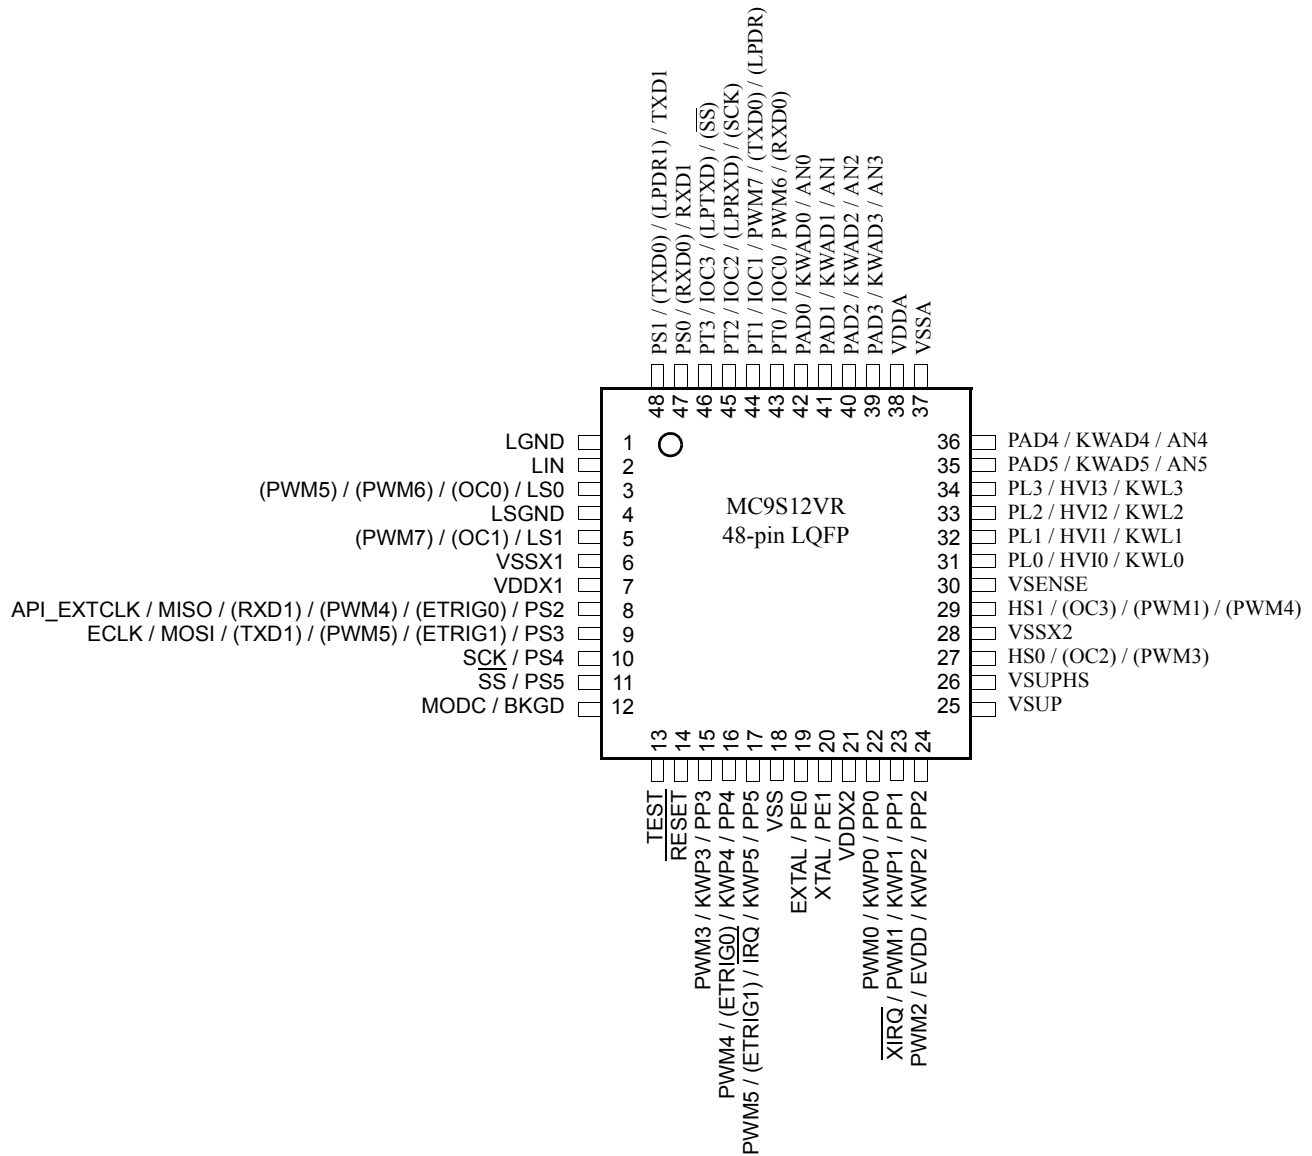 PS1 / (TXD0) / (LPDR1) / TXD1
PS0 / (RXD0) / RXD1
PT3 / IOC3 / (LPTXD) / (S̅S̅)
PT2 / IOC2 / (LPRXD) / (SCK)
PT1 / IOC1 / PWM7 / (TXD0) / (LPDR)
PT0 / IOC0 / PWM6 / (RXD0)
PAD0 / KWAD0 / AN0
PAD1 / KWAD1 / AN1
PAD2 / KWAD2 / AN2
PAD3 / KWAD3 / AN3
VDDA
VSSA
48 47 46 45 44 43 42 41 40 39 38 37
LGND 1
LIN 2
(PWM5) / (PWM6) / (OC0) / LS0 3
LSGND 4
(PWM7) / (OC1) / LS1 5
VSSX1 6
VDDX1 7
API_EXTCLK / MISO / (RXD1) / (PWM4) / (ETRIG0) / PS2 8
ECLK / MOSI / (TXD1) / (PWM5) / (ETRIG1) / PS3 9
SCK / PS4 10
S̅S̅ / PS5 11
MODC / BKGD 12
MC9S12VR
48-pin LQFP
36 PAD4 / KWAD4 / AN4
35 PAD5 / KWAD5 / AN5
34 PL3 / HVI3 / KWL3
33 PL2 / HVI2 / KWL2
32 PL1 / HVI1 / KWL1
31 PL0 / HVI0 / KWL0
30 VSENSE
29 HS1 / (OC3) / (PWM1) / (PWM4)
28 VSSX2
27 HS0 / (OC2) / (PWM3)
26 VSUPHS
25 VSUP
13 14 15 16 17 18 19 20 21 22 23 24
TEST
R̅E̅S̅E̅T̅
PWM3 / KWP3 / PP3
PWM4 / (ETRIG0) / KWP4 / PP4
PWM5 / (ETRIG1) / I̅R̅Q̅ / KWP5 / PP5
VSS
EXTAL / PE0
XTAL / PE1
VDDX2
PWM0 / KWP0 / PP0
X̅I̅R̅Q̅ / PWM1 / KWP1 / PP1
PWM2 / EVDD / KWP2 / PP2